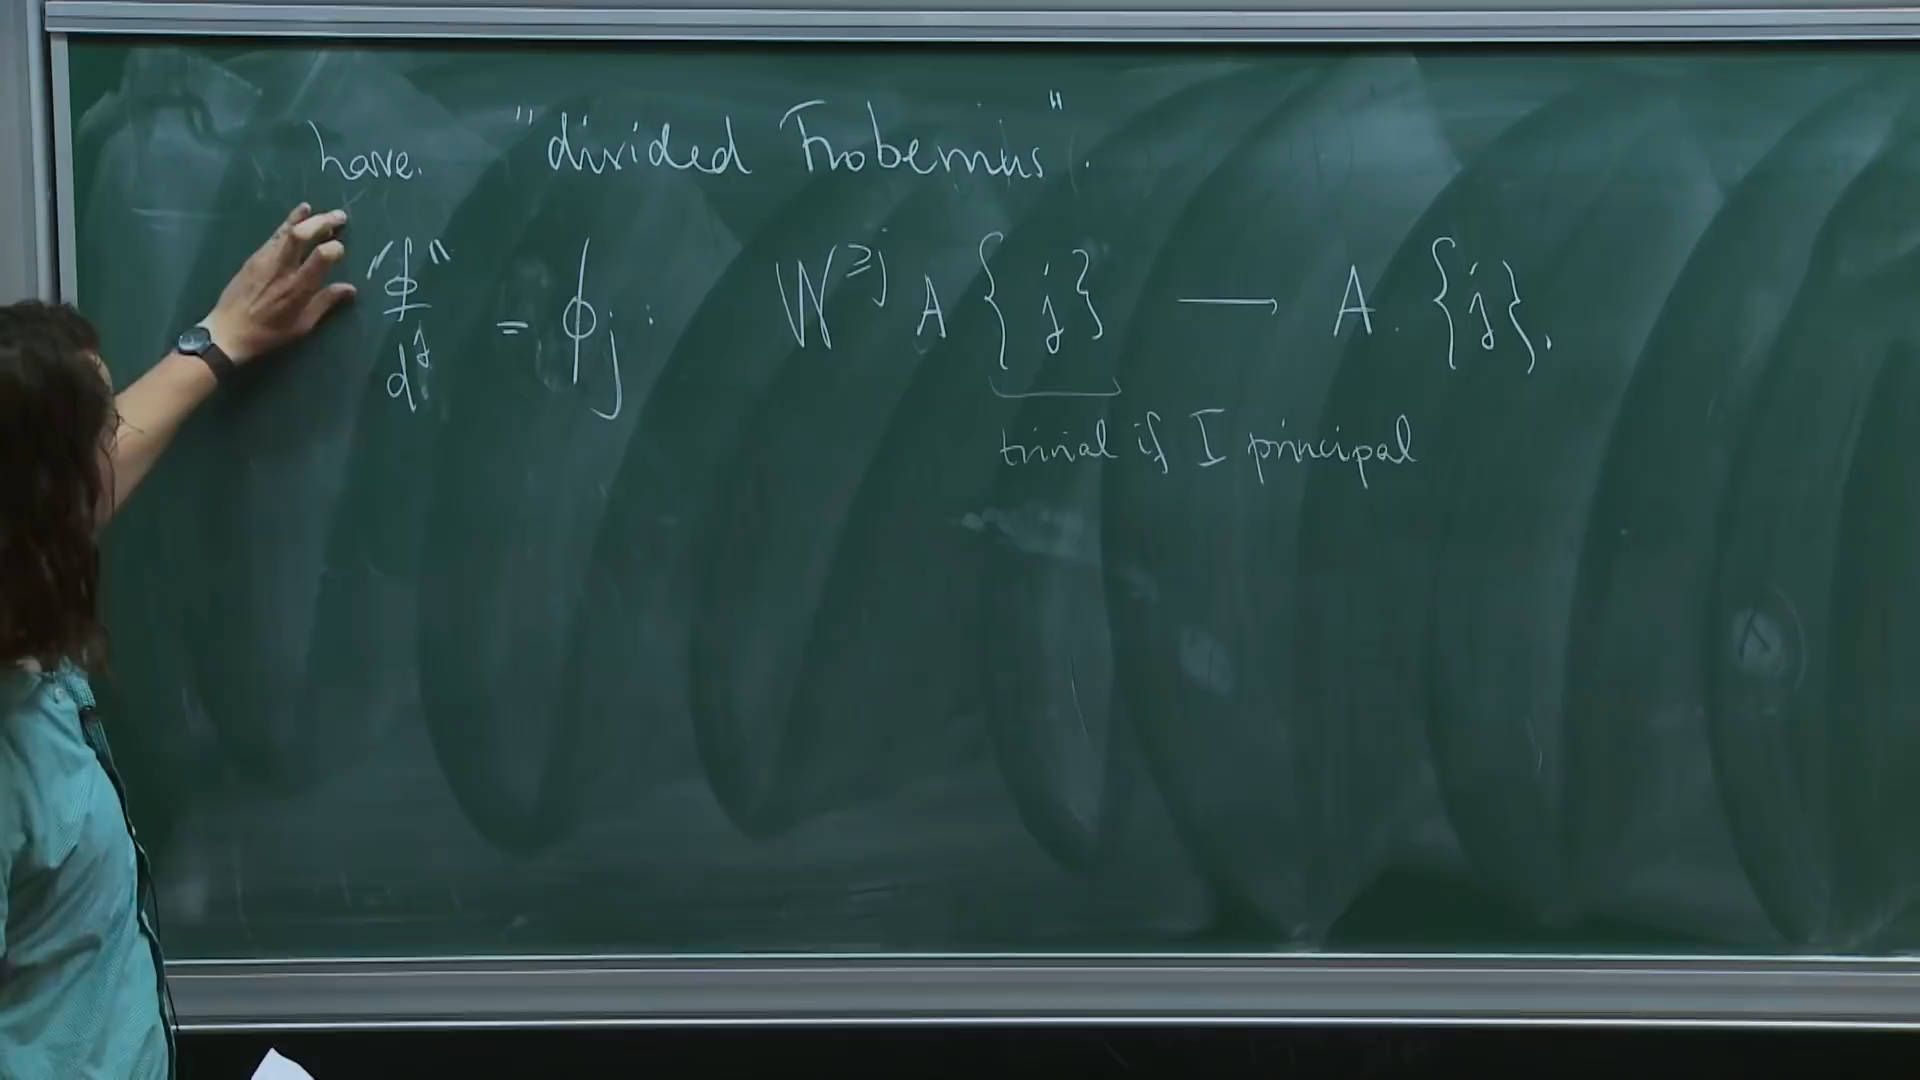 have. "divided Frobenius".
"ϕ/d^j" = ϕ_j : N^{≥j} A {j} — A. {j}.
trivial if I principal